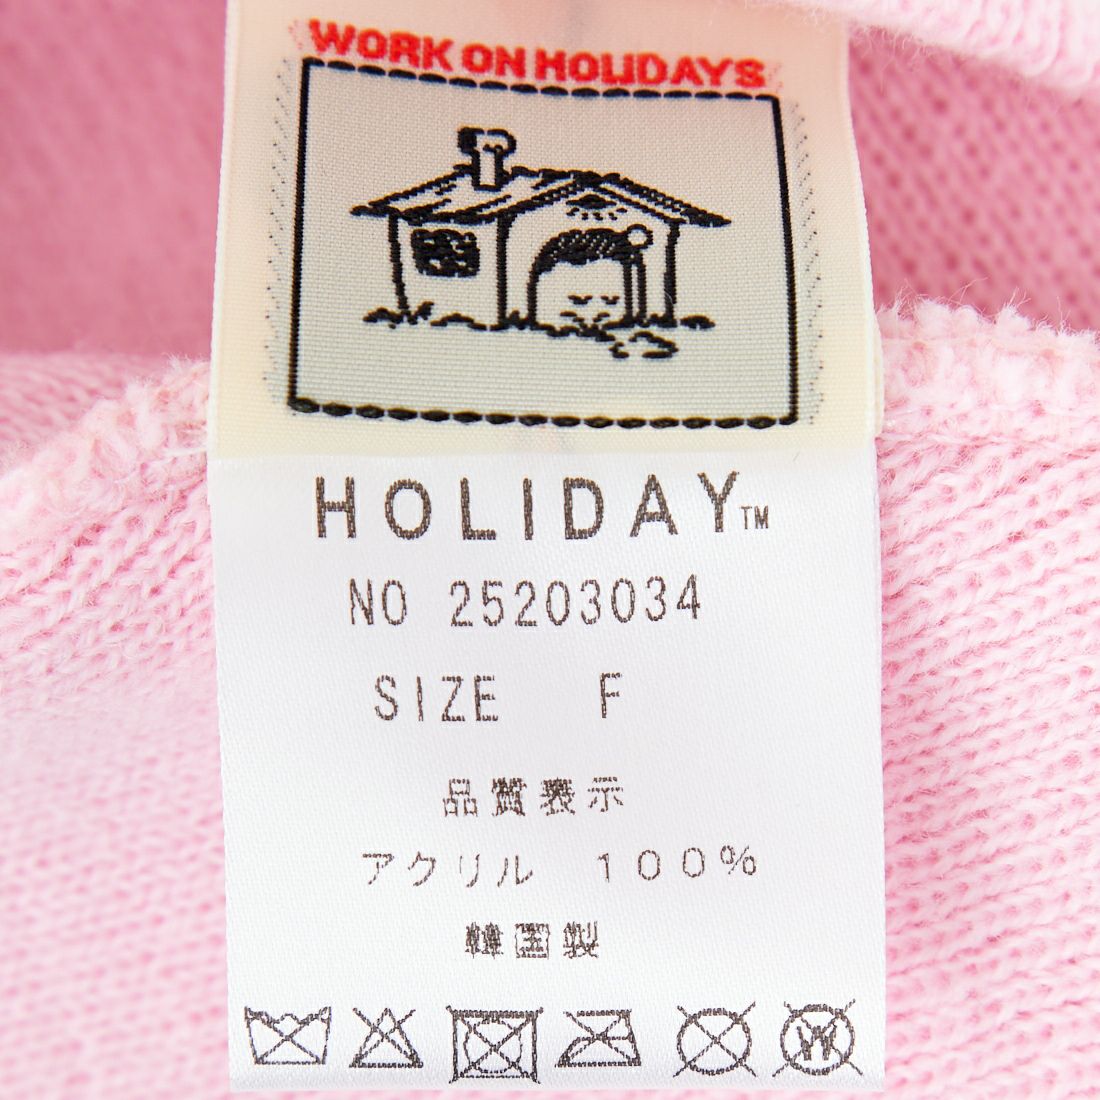 WORK ON HOLIDAYS
HOLIDAY™
NO 25203034
SIZE F
品質表示
アクリル 100%
韓国製
W